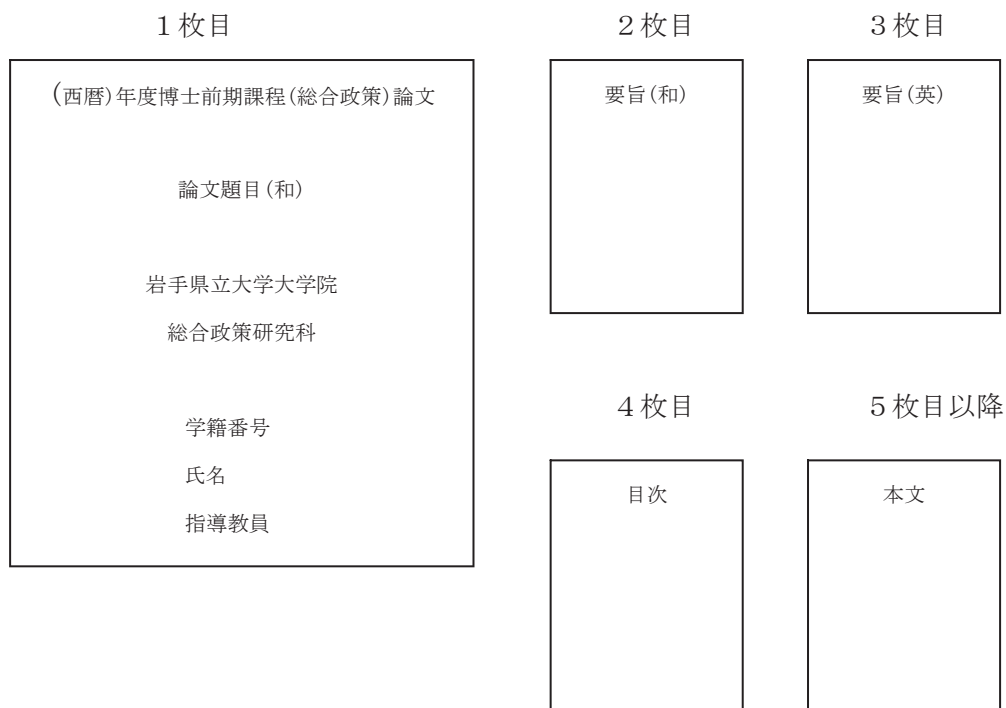 １枚目
(西暦)年度博士前期課程(総合政策)論文
論文題目(和)
岩手県立大学大学院
総合政策研究科
学籍番号
氏名
指導教員
２枚目
要旨(和)
３枚目
要旨(英)
４枚目
目次
５枚目以降
本文